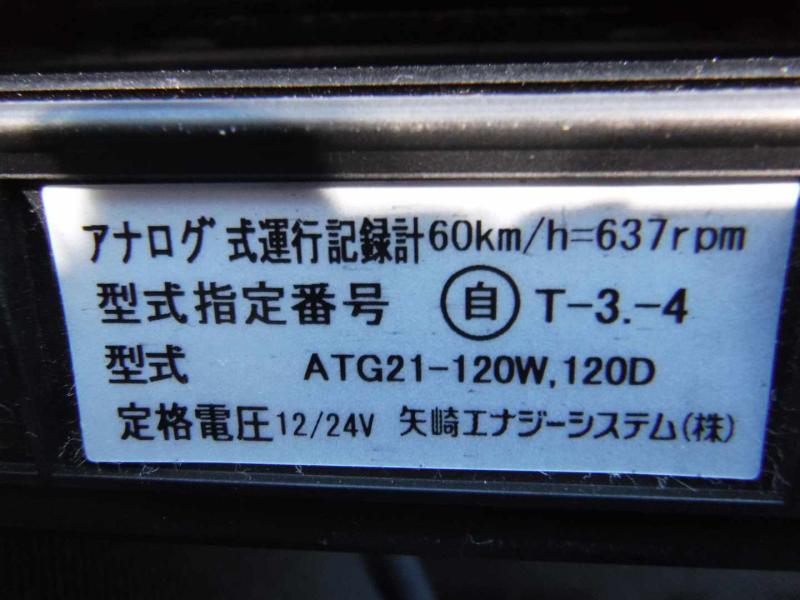 アナログ式運行記録計60km/h=637rpm
型式指定番号 自 T-3.-4
型式 ATG21-120W,120D
定格電圧12/24V 矢崎エナジーシステム(株)